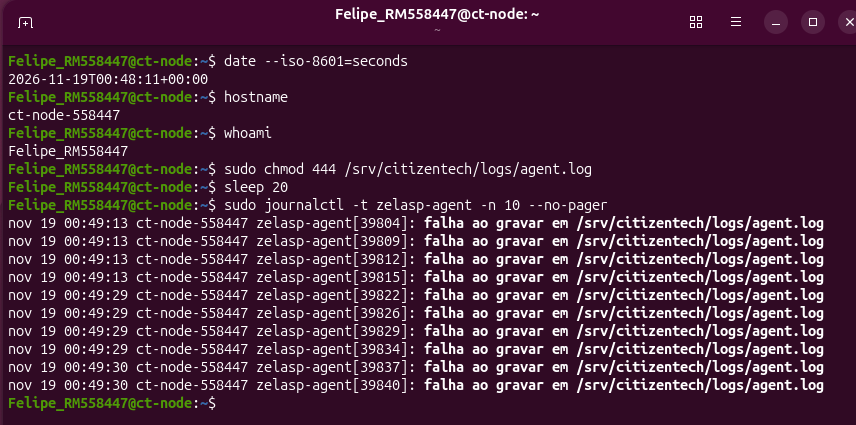 Felipe_RM558447@ct-node: ~
~
Felipe_RM558447@ct-node:~$ date --iso-8601=seconds
2026-11-19T00:48:11+00:00
Felipe_RM558447@ct-node:~$ hostname
ct-node-558447
Felipe_RM558447@ct-node:~$ whoami
Felipe_RM558447
Felipe_RM558447@ct-node:~$ sudo chmod 444 /srv/citizentech/logs/agent.log
Felipe_RM558447@ct-node:~$ sleep 20
Felipe_RM558447@ct-node:~$ sudo journalctl -t zelasp-agent -n 10 --no-pager
nov 19 00:49:13 ct-node-558447 zelasp-agent[39804]: falha ao gravar em /srv/citizentech/logs/agent.log
nov 19 00:49:13 ct-node-558447 zelasp-agent[39809]: falha ao gravar em /srv/citizentech/logs/agent.log
nov 19 00:49:13 ct-node-558447 zelasp-agent[39812]: falha ao gravar em /srv/citizentech/logs/agent.log
nov 19 00:49:13 ct-node-558447 zelasp-agent[39815]: falha ao gravar em /srv/citizentech/logs/agent.log
nov 19 00:49:29 ct-node-558447 zelasp-agent[39822]: falha ao gravar em /srv/citizentech/logs/agent.log
nov 19 00:49:29 ct-node-558447 zelasp-agent[39826]: falha ao gravar em /srv/citizentech/logs/agent.log
nov 19 00:49:29 ct-node-558447 zelasp-agent[39829]: falha ao gravar em /srv/citizentech/logs/agent.log
nov 19 00:49:29 ct-node-558447 zelasp-agent[39834]: falha ao gravar em /srv/citizentech/logs/agent.log
nov 19 00:49:30 ct-node-558447 zelasp-agent[39837]: falha ao gravar em /srv/citizentech/logs/agent.log
nov 19 00:49:30 ct-node-558447 zelasp-agent[39840]: falha ao gravar em /srv/citizentech/logs/agent.log
Felipe_RM558447@ct-node:~$